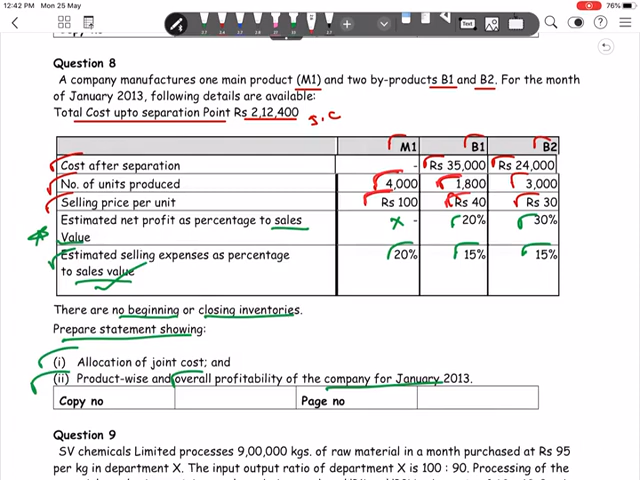 12:42 PM Mon 25 May
76%
Text
Copy no
Question 8
A company manufactures one main product (M1) and two by-products B1 and B2. For the month
of January 2013, following details are available:
Total Cost upto separation Point Rs 2,12,400
J.C
M1 B1 B2
Cost after separation - Rs 35,000 Rs 24,000
No. of units produced 4,000 1,800 3,000
Selling price per unit Rs 100 Rs 40 Rs 30
Estimated net profit as percentage to sales - 20% 30%
Value
Estimated selling expenses as percentage 20% 15% 15%
to sales value
There are no beginning or closing inventories.
Prepare statement showing:
(i) Allocation of joint cost; and
(ii) Product-wise and overall profitability of the company for January 2013.
Copy no Page no
Question 9
SV chemicals Limited processes 9,00,000 kgs. of raw material in a month purchased at Rs 95
per kg in department X. The input output ratio of department X is 100 : 90. Processing of the